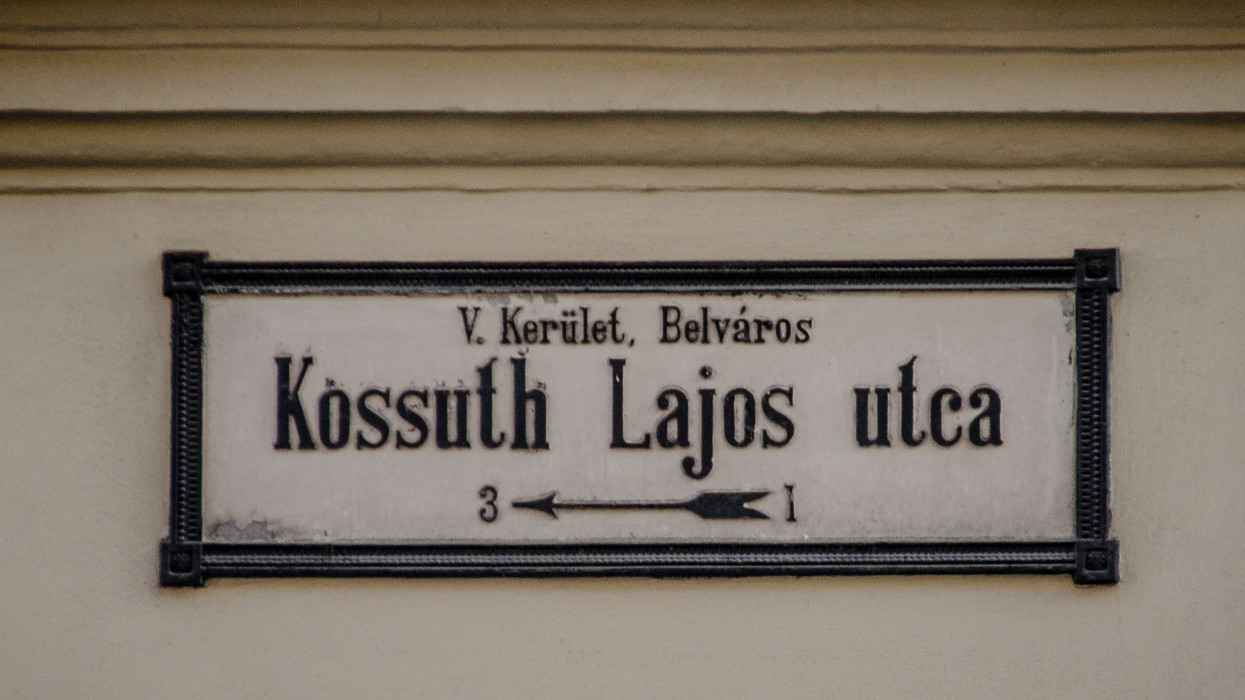 V. Kerület, Belváros
Kossuth Lajos utca
3 1